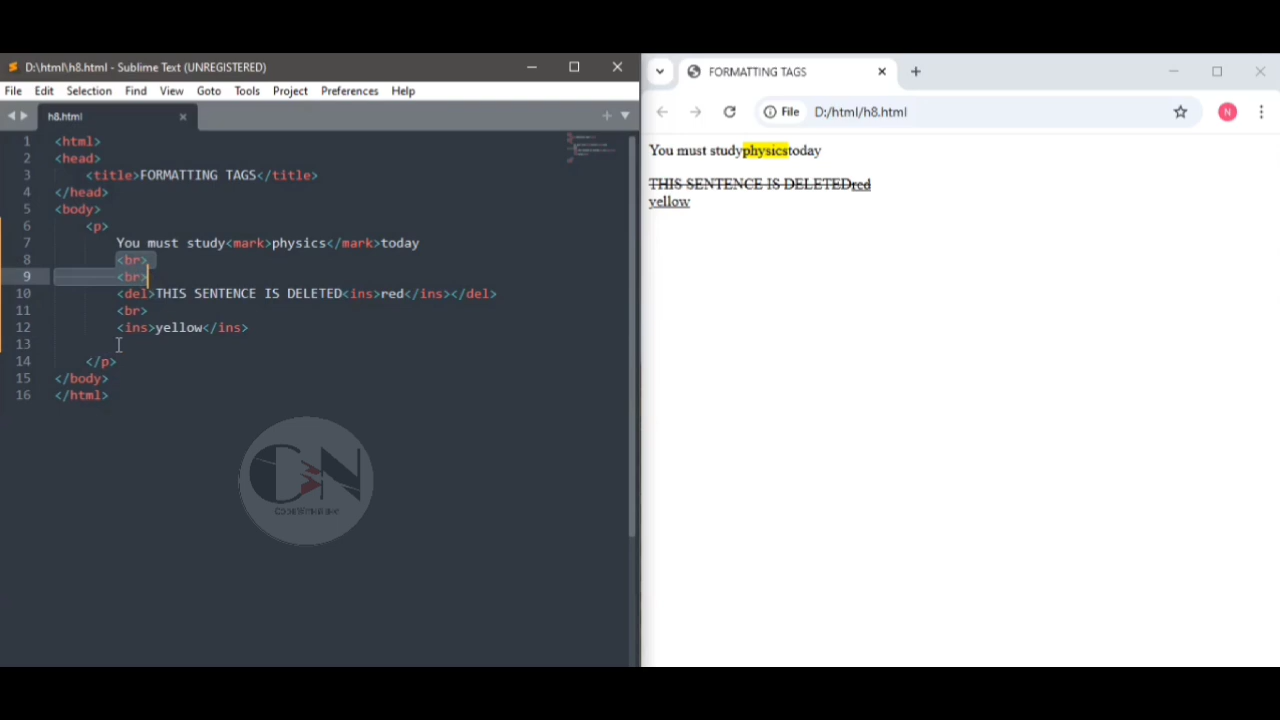 D:\html\h8.html - Sublime Text (UNREGISTERED)
File Edit Selection Find View Goto Tools Project Preferences Help
h8.html
1 <html>
2 <head>
3 <title>FORMATTING TAGS</title>
4 </head>
5 <body>
6 <p>
7 You must study<mark>physics</mark>today
8 <br>
9 <br>
10 <del>THIS SENTENCE IS DELETED<ins>red</ins></del>
11 <br>
12 <ins>yellow</ins>
13
14 </p>
15 </body>
16 </html>
FORMATTING TAGS
File D:/html/h8.html
N
You must studyphysicstoday
THIS SENTENCE IS DELETEDred
yellow